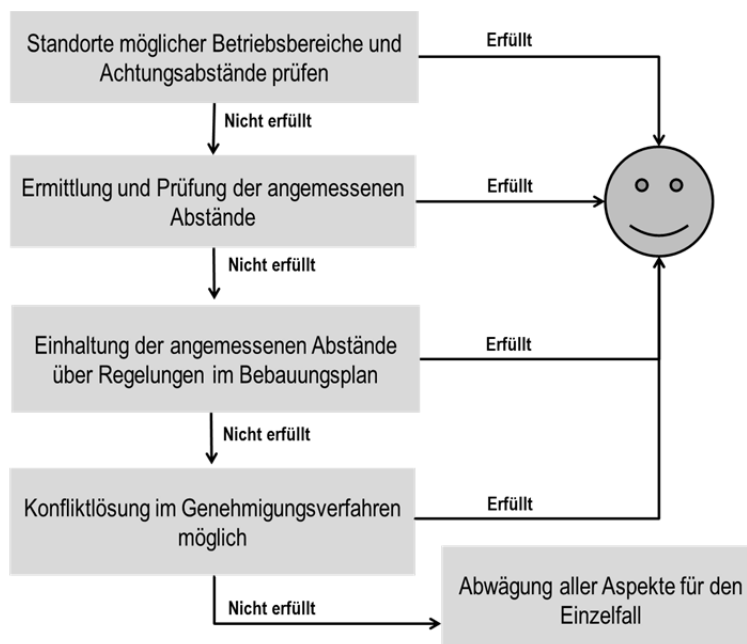 Standorte möglicher Betriebsbereiche und
Achtungsabstände prüfen
Erfüllt
Nicht erfüllt
Ermittlung und Prüfung der angemessenen
Abstände
Erfüllt
Nicht erfüllt
Einhaltung der angemessenen Abstände
über Regelungen im Bebauungsplan
Erfüllt
Nicht erfüllt
Konfliktlösung im Genehmigungsverfahren
möglich
Erfüllt
Nicht erfüllt
Abwägung aller Aspekte für den
Einzelfall